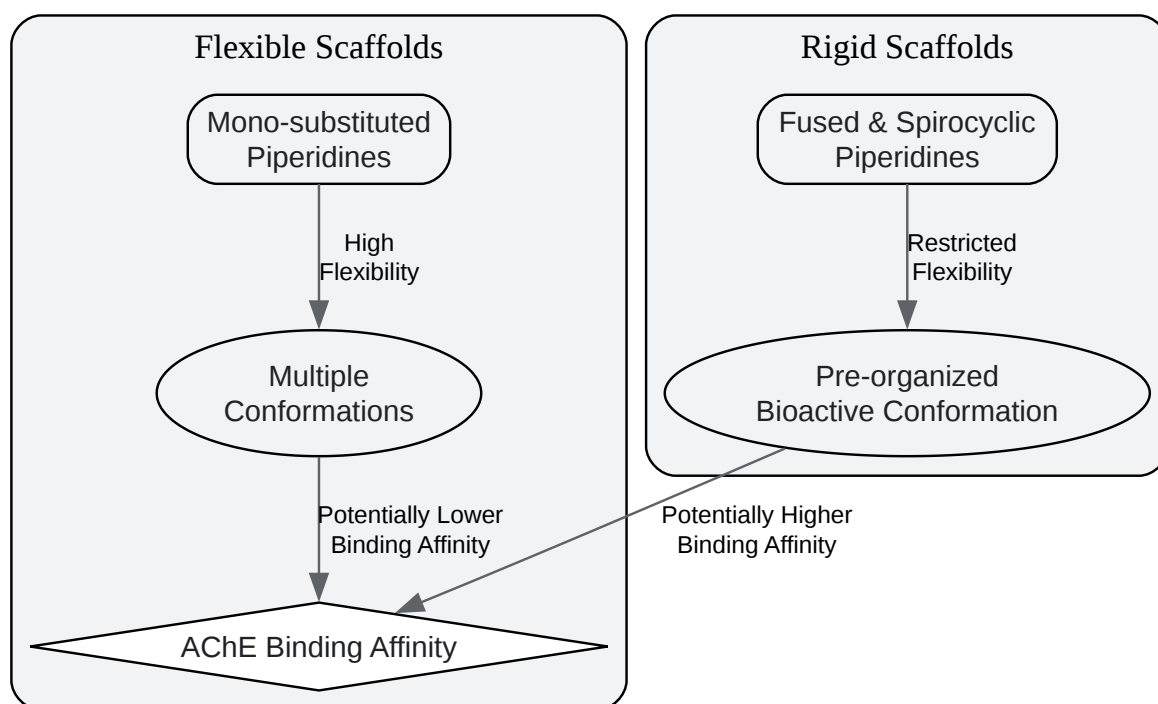 Flexible Scaffolds
Mono-substituted
Piperidines
High
Flexibility
Multiple
Conformations
Potentially Lower
Binding Affinity
AChE Binding Affinity
Rigid Scaffolds
Fused & Spirocyclic
Piperidines
Restricted
Flexibility
Pre-organized
Bioactive Conformation
Potentially Higher
Binding Affinity